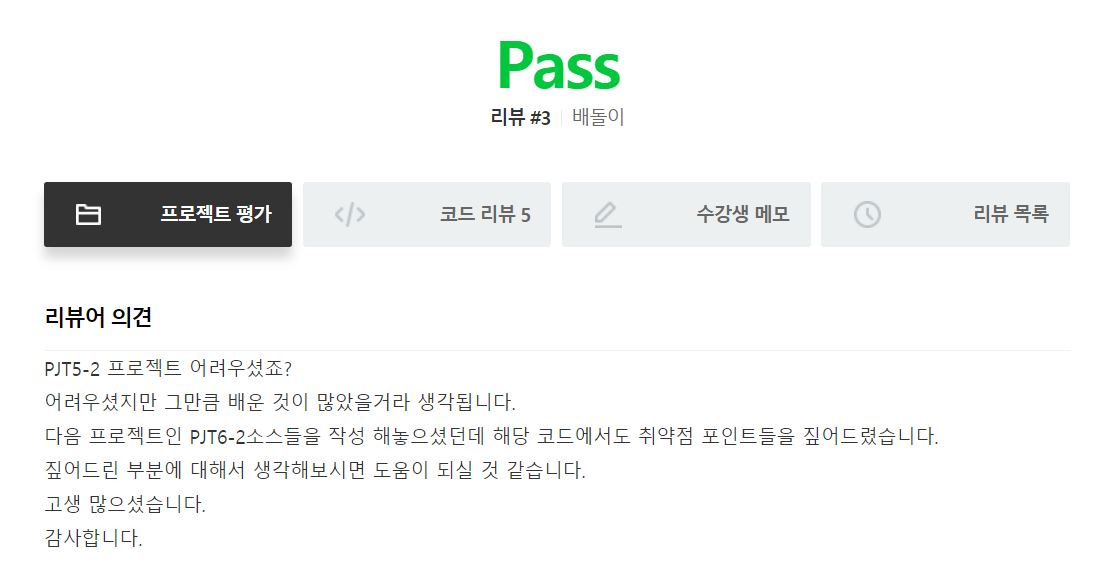 Pass
리뷰 #3 배돌이
프로젝트 평가
코드 리뷰 5
수강생 메모
리뷰 목록
리뷰어 의견
PJT5-2 프로젝트 어려우셨죠?
어려우셨지만 그만큼 배운 것이 많았을거라 생각됩니다.
다음 프로젝트인 PJT6-2소스들을 작성 해놓으셨던데 해당 코드에서도 취약점 포인트들을 짚어드렸습니다.
짚어드린 부분에 대해서 생각해보시면 도움이 되실 것 같습니다.
고생 많으셨습니다.
감사합니다.